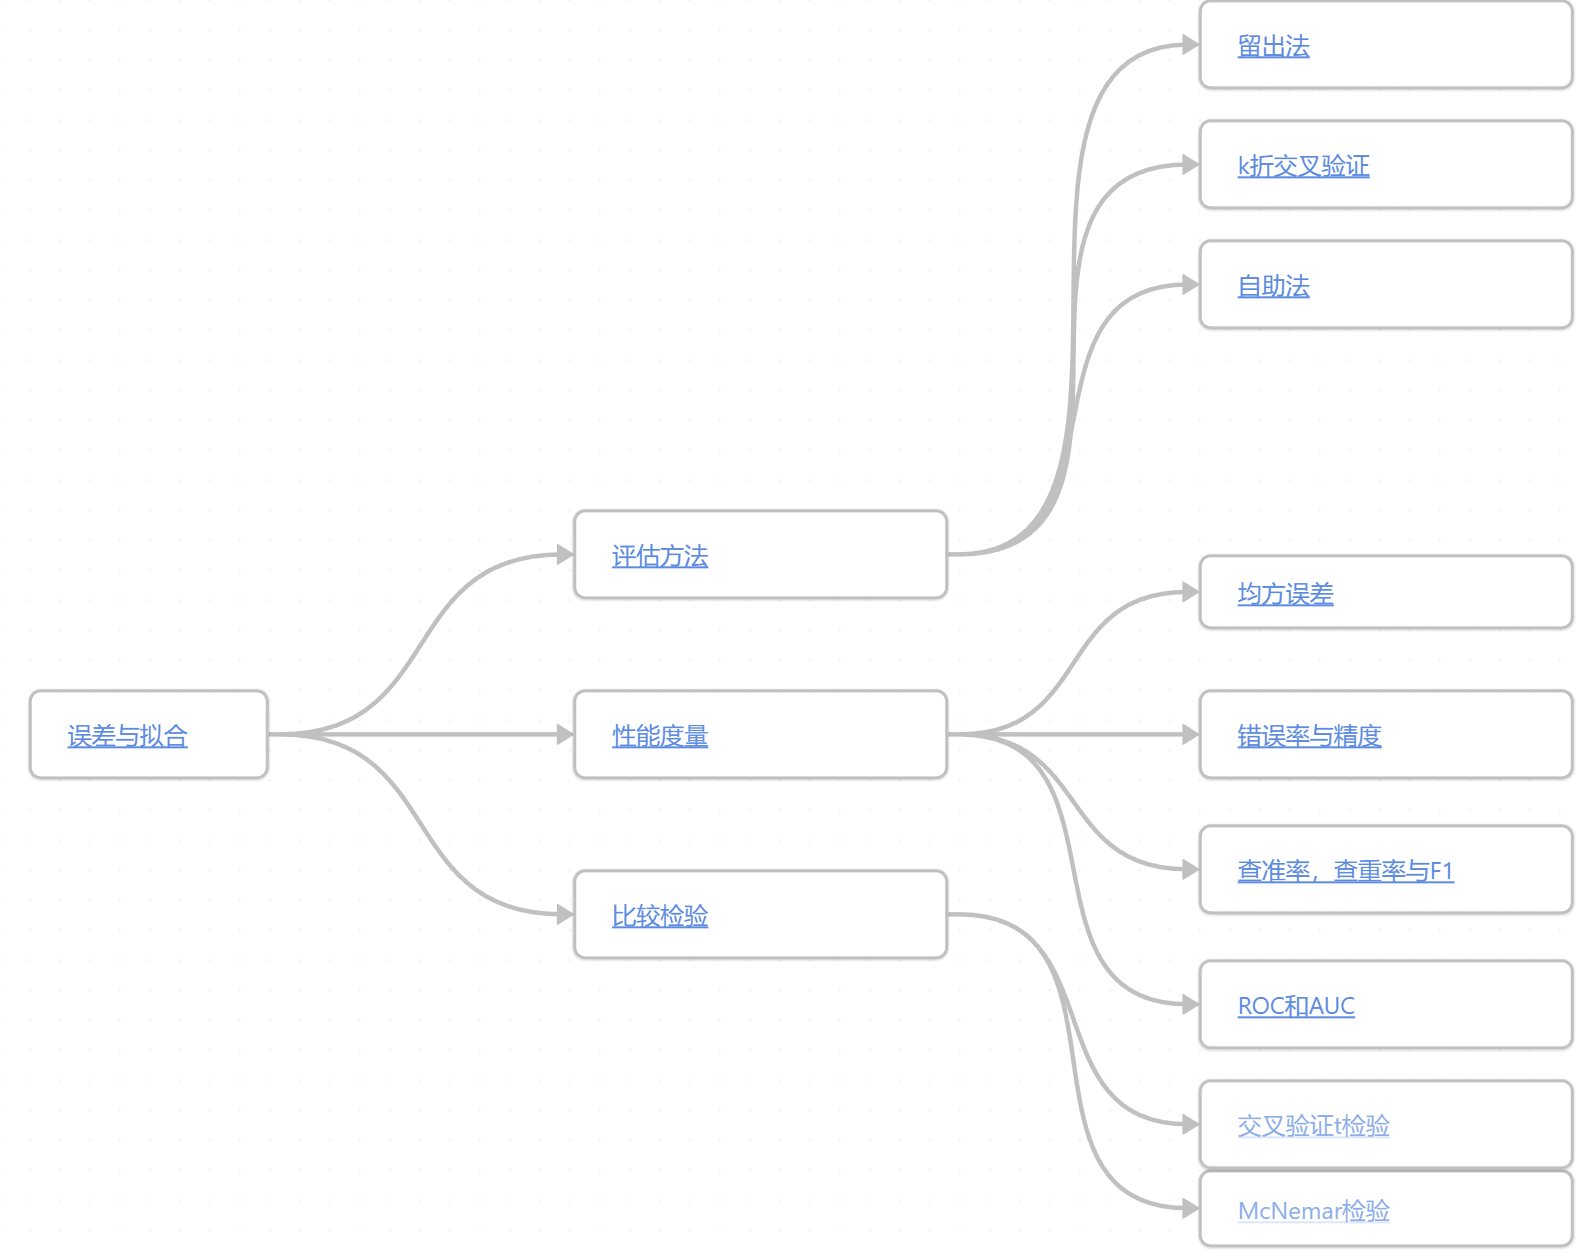 留出法
k折交叉验证
自助法
评估方法
均方误差
误差与拟合
性能度量
错误率与精度
查准率，查重率与F1
比较检验
ROC和AUC
交叉验证t检验
McNemar检验